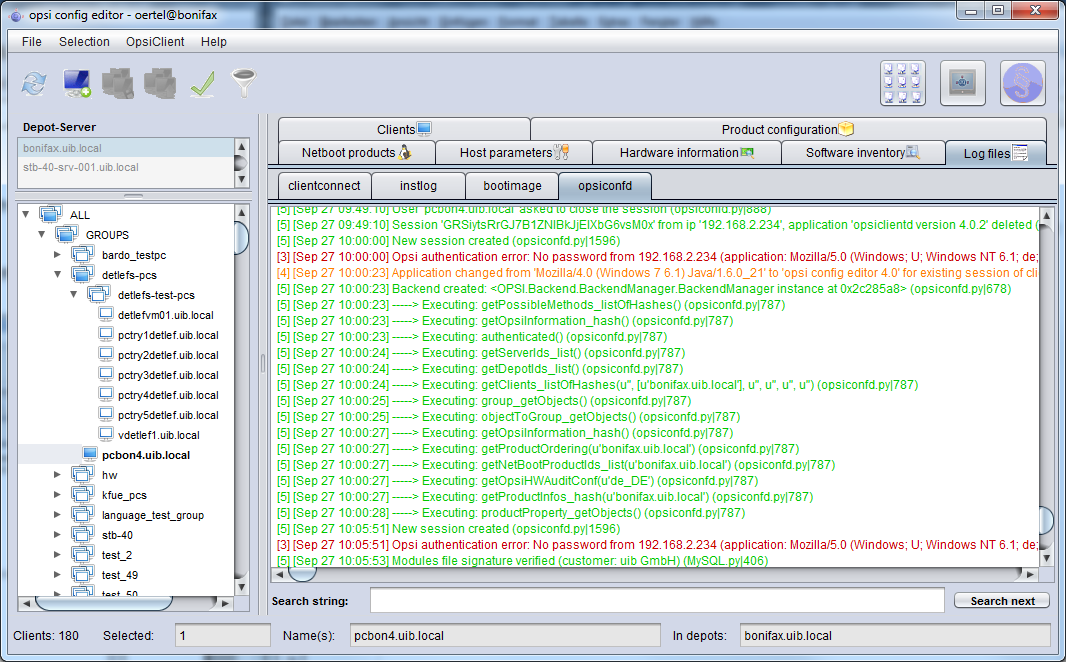 opsi config editor - oertel@bonifax
File Selection OpsiClient Help
Depot-Server
bonifax.uib.local
stb-40-srv-001.uib.local
ALL
GROUPS
bardo_testpc
detlefs-pcs
detlefs-test-pcs
detlefvm01.uib.local
pctry1detlef.uib.local
pctry2detlef.uib.local
pctry3detlef.uib.local
pctry4detlef.uib.local
pctry5detlef.uib.local
vdetlef1.uib.local
pcbon4.uib.local
hw
kfue_pcs
language_test_group
stb-40
test_2
test_49
test_50
Clients Product configuration
Netboot products Host parameters Hardware information Software inventory Log files
clientconnect instlog bootimage opsiconfd
[5] [Sep 27 09:49:10] User 'pcbon4.uib.local' asked to close the session (opsiconfd.py|888)
[5] [Sep 27 09:49:10] Session 'GRSiytsRrGJ7B1ZNIBkJjEIXbG6vsM0x' from ip '192.168.2.234', application 'opsiclientd version 4.0.2' deleted (
[5] [Sep 27 10:00:00] New session created (opsiconfd.py|1596)
[3] [Sep 27 10:00:00] Opsi authentication error: No password from 192.168.2.234 (application: Mozilla/5.0 (Windows; U; Windows NT 6.1; de;
[4] [Sep 27 10:00:23] Application changed from 'Mozilla/4.0 (Windows 7 6.1) Java/1.6.0_21' to 'opsi config editor 4.0' for existing session of cli
[5] [Sep 27 10:00:23] Backend created: <OPSI.Backend.BackendManager.BackendManager instance at 0x2c285a8> (opsiconfd.py|678)
[5] [Sep 27 10:00:23] -----> Executing: getPossibleMethods_listOfHashes() (opsiconfd.py|787)
[5] [Sep 27 10:00:23] -----> Executing: getOpsiInformation_hash() (opsiconfd.py|787)
[5] [Sep 27 10:00:23] -----> Executing: authenticated() (opsiconfd.py|787)
[5] [Sep 27 10:00:24] -----> Executing: getServerIds_list() (opsiconfd.py|787)
[5] [Sep 27 10:00:24] -----> Executing: getDepotIds_list() (opsiconfd.py|787)
[5] [Sep 27 10:00:24] -----> Executing: getClients_listOfHashes(u'', [u'bonifax.uib.local'], u'', u'', u'', u'') (opsiconfd.py|787)
[5] [Sep 27 10:00:25] -----> Executing: group_getObjects() (opsiconfd.py|787)
[5] [Sep 27 10:00:25] -----> Executing: objectToGroup_getObjects() (opsiconfd.py|787)
[5] [Sep 27 10:00:27] -----> Executing: getOpsiInformation_hash() (opsiconfd.py|787)
[5] [Sep 27 10:00:27] -----> Executing: getProductOrdering(u'bonifax.uib.local') (opsiconfd.py|787)
[5] [Sep 27 10:00:27] -----> Executing: getNetBootProductIds_list(u'bonifax.uib.local') (opsiconfd.py|787)
[5] [Sep 27 10:00:27] -----> Executing: getOpsiHWAuditConf(u'de_DE') (opsiconfd.py|787)
[5] [Sep 27 10:00:27] -----> Executing: getProductInfos_hash(u'bonifax.uib.local') (opsiconfd.py|787)
[5] [Sep 27 10:00:28] -----> Executing: productProperty_getObjects() (opsiconfd.py|787)
[5] [Sep 27 10:05:51] New session created (opsiconfd.py|1596)
[3] [Sep 27 10:05:51] Opsi authentication error: No password from 192.168.2.234 (application: Mozilla/5.0 (Windows; U; Windows NT 6.1; de;
[5] [Sep 27 10:05:53] Modules file signature verified (customer: uib GmbH) (MySQL.py|406)
Search string: Search next
Clients: 180 Selected: 1 Name(s): pcbon4.uib.local In depots: bonifax.uib.local